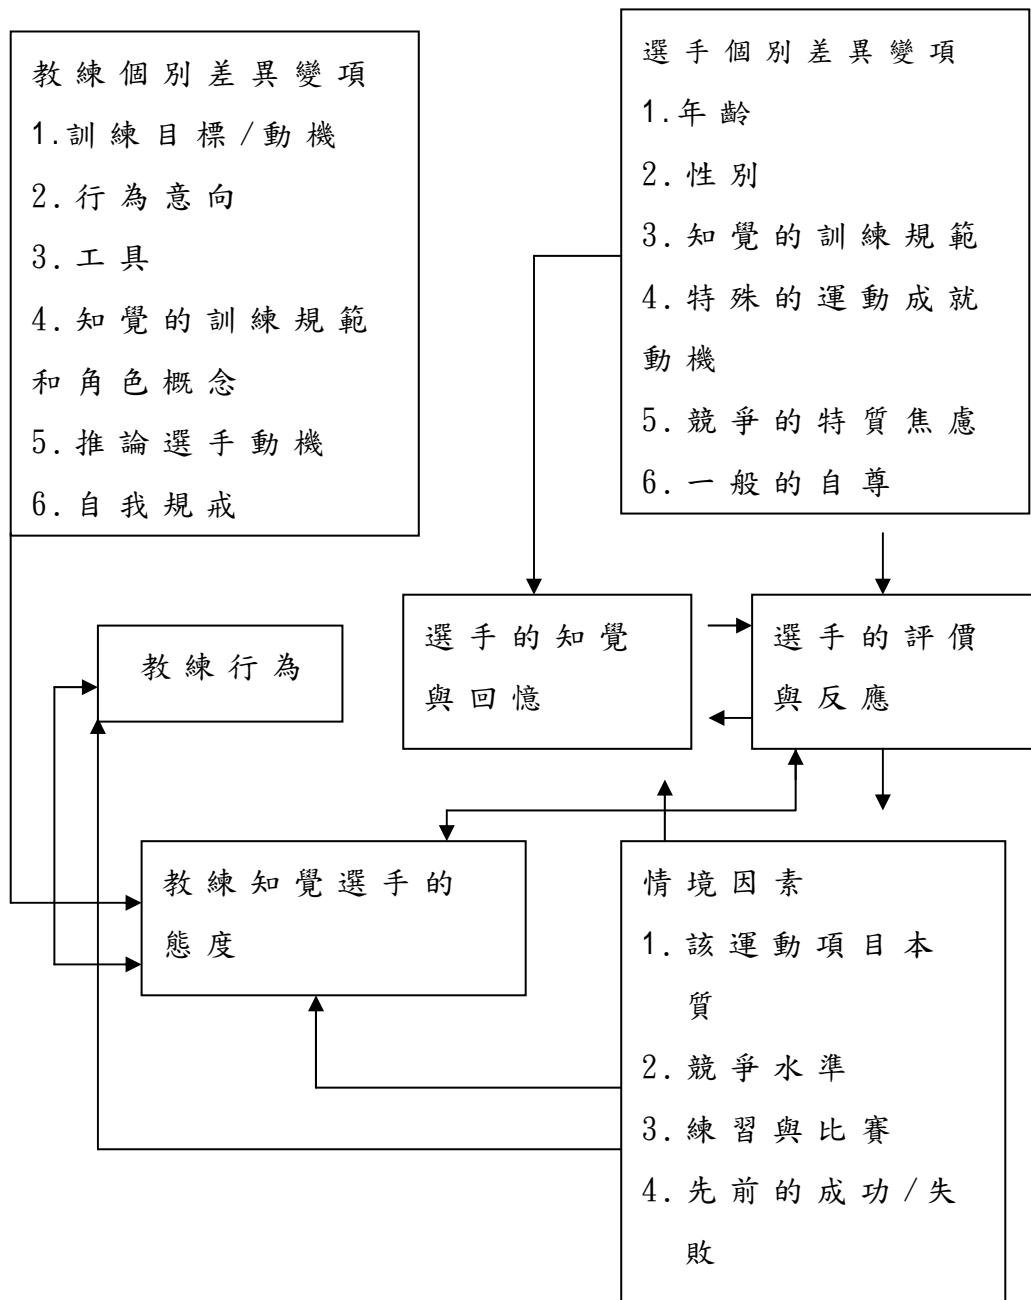 教練個別差異變項
1.訓練目標/動機
2.行為意向
3.工具
4.知覺的訓練規範
和角色概念
5.推論選手動機
6.自我規戒
選手個別差異變項
1.年齡
2.性別
3.知覺的訓練規範
4.特殊的運動成就
動機
5.競爭的特質焦慮
6.一般的自尊
教練行為
選手的知覺
與回憶
選手的評價
與反應
教練知覺選手的
態度
情境因素
1.該運動項目本
質
2.競爭水準
3.練習與比賽
4.先前的成功/失
敗